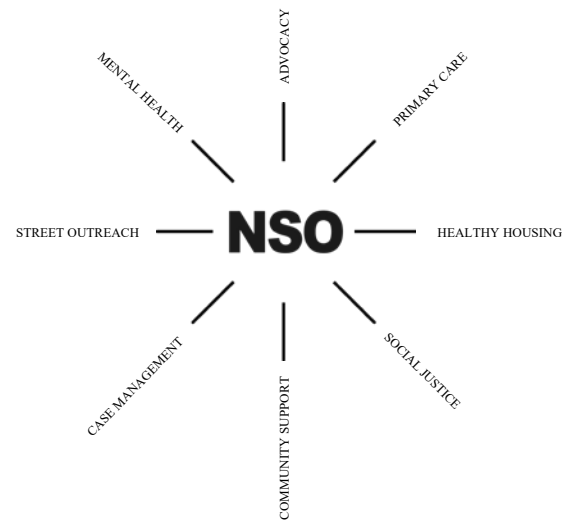 ADVOCACY
PRIMARY CARE
HEALTHY HOUSING
SOCIAL JUSTICE
COMMUNITY SUPPORT
CASE MANAGEMENT
STREET OUTREACH
MENTAL HEALTH
NSO